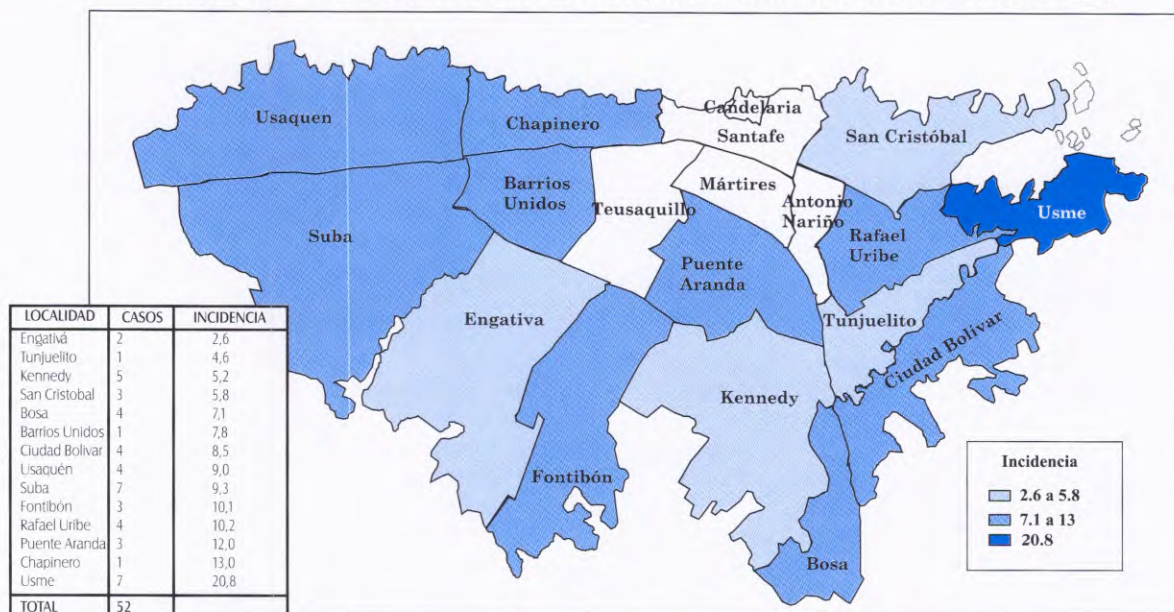 Candelaria
Usaquen
Chapinero
Santafe
San Cristóbal
Barrios
Unidos
Mártires
Teusaquillo
Antonio
Nariño
Usme
Suba
Rafael
Uribe
Puente
Aranda
Engativa
Tunjuelito
Ciudad Bolívar
Kennedy
Fontibón
Bosa
LOCALIDAD CASOS INCIDENCIA
Engativá 2 2,6
Tunjuelito 1 4,6
Kennedy 5 5,2
San Cristobal 3 5,8
Bosa 4 7,1
Barrios Unidos 1 7,8
Ciudad Bolivar 4 8,5
Usaquén 4 9,0
Suba 7 9,3
Fontibón 3 10,1
Rafael Uribe 4 10,2
Puente Aranda 3 12,0
Chapinero 1 13,0
Usme 7 20,8
TOTAL 52
Incidencia
2.6 a 5.8
7.1 a 13
20.8